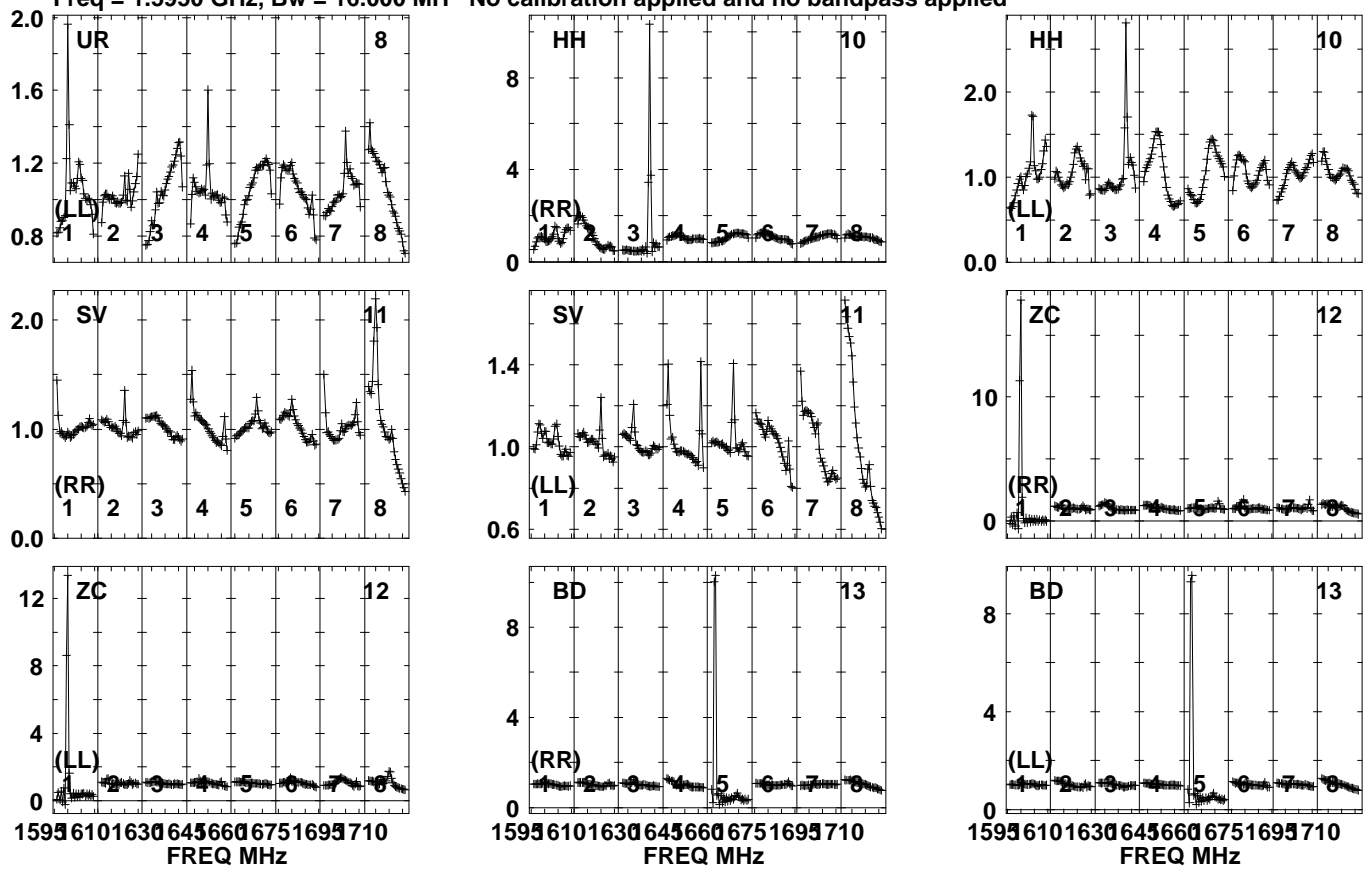 Freq = 1.5950 GHz, Bw = 16.000 MH No calibration applied and no bandpass applied
2.0
1.6
1.2
0.8
UR 8
(LL)
1 2 3 4 5 6 7 8
8
4
0
HH 10
(RR)
1 2 3 4 5 6 7 8
2.0
1.0
0.0
HH 10
(LL)
1 2 3 4 5 6 7 8
2.0
1.0
0.0
SV 11
(RR)
1 2 3 4 5 6 7 8
1.4
1.0
0.6
SV 11
(LL)
1 2 3 4 5 6 7 8
10
0
ZC 12
(RR)
1 2 3 4 5 6 7 8
12
8
4
0
ZC 12
(LL)
1 2 3 4 5 6 7 8
1595 1610 1630 1645 1660 1675 1695 1710
FREQ MHz
8
4
0
BD 13
(RR)
1 2 3 4 5 6 7 8
1595 1610 1630 1645 1660 1675 1695 1710
FREQ MHz
8
4
0
BD 13
(LL)
1 2 3 4 5 6 7 8
1595 1610 1630 1645 1660 1675 1695 1710
FREQ MHz